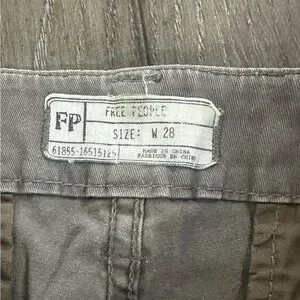 FP
FREE PEOPLE
SIZE: W 28
61855-16515125
MADE IN CHINA
FABRIQUE EN CHINE